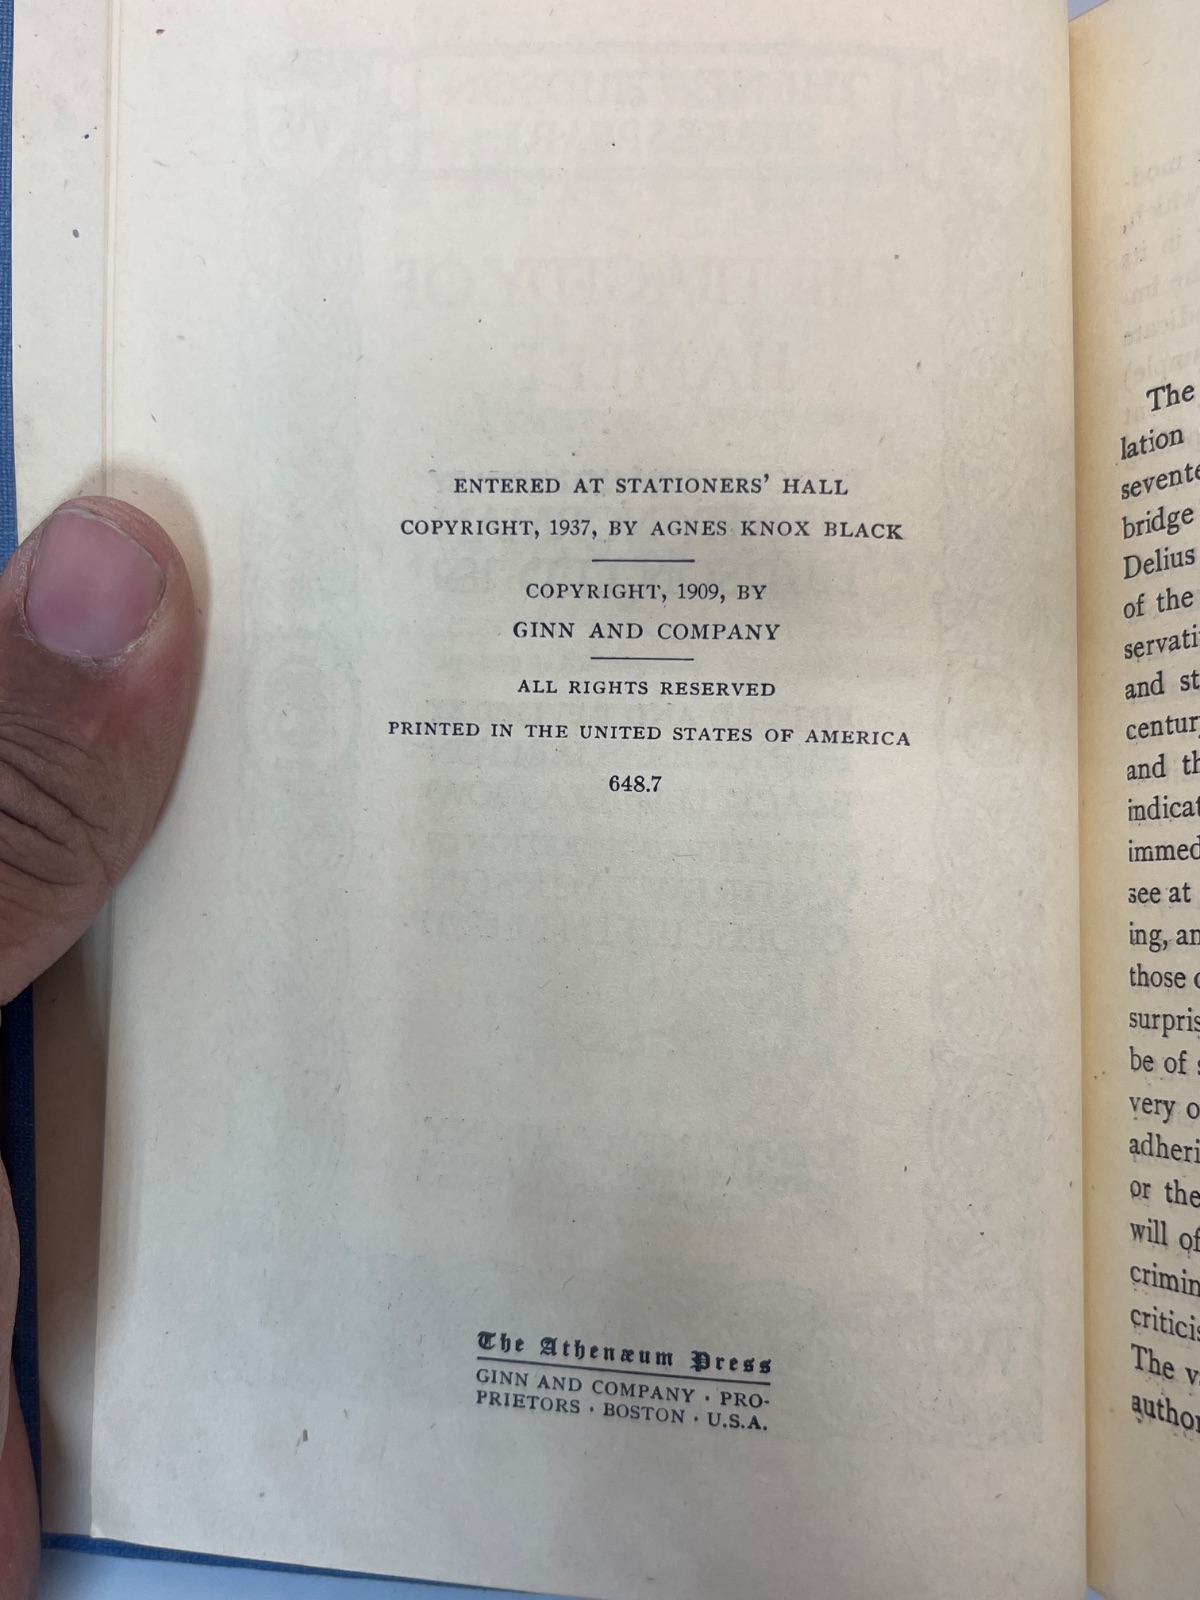 ENTERED AT STATIONERS' HALL
COPYRIGHT, 1937, BY AGNES KNOX BLACK
COPYRIGHT, 1909, BY
GINN AND COMPANY
ALL RIGHTS RESERVED
PRINTED IN THE UNITED STATES OF AMERICA
648.7
The Athenæum Press
GINN AND COMPANY · PRO-
PRIETORS · BOSTON · U.S.A.
The
lation
bridge
Delius
of the
and
and
see at
ing,
those
be of
very
or the
will of
The